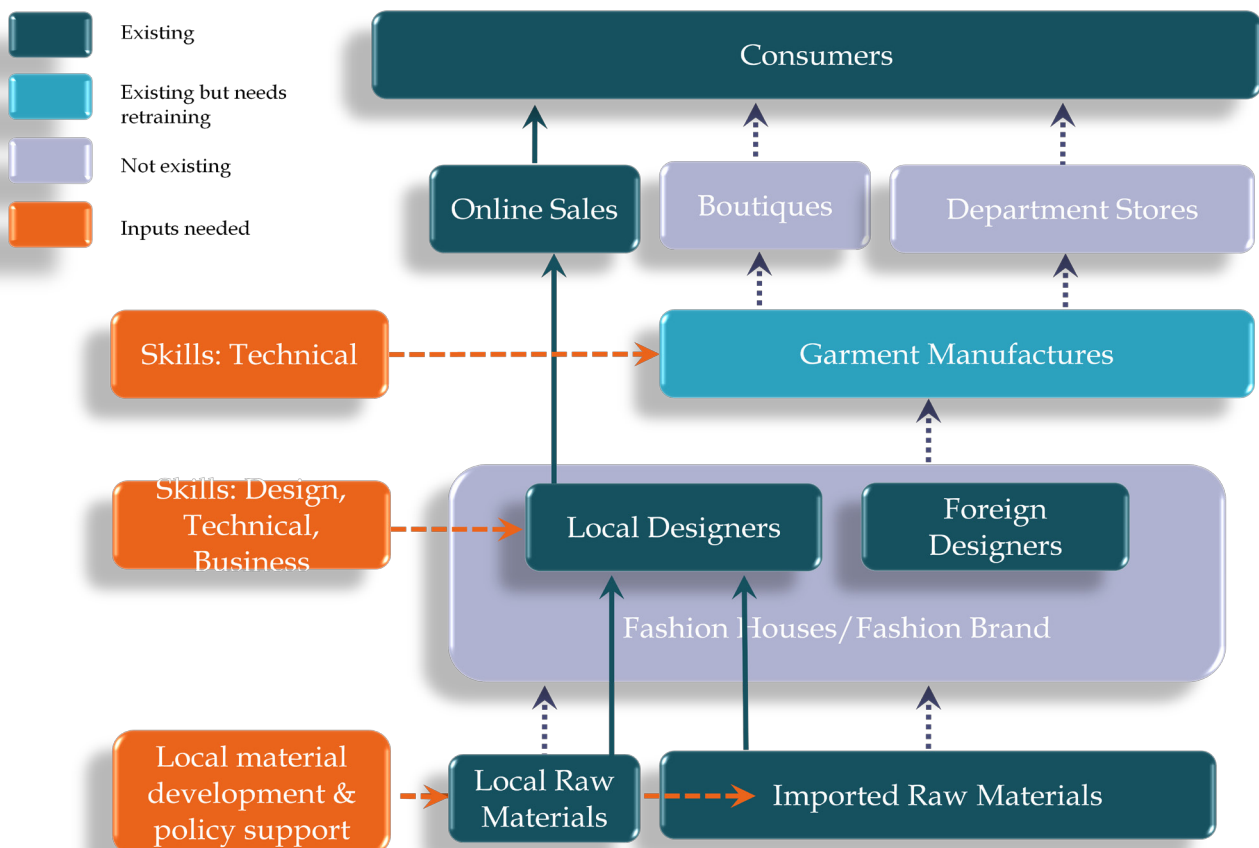 Existing
Existing but needs
retraining
Not existing
Inputs needed
Consumers
Online Sales
Boutiques
Department Stores
Skills: Technical
Garment Manufactures
Skills: Design,
Technical,
Business
Local Designers
Foreign
Designers
Fashion Houses/Fashion Brand
Local material
development &
policy support
Local Raw
Materials
Imported Raw Materials